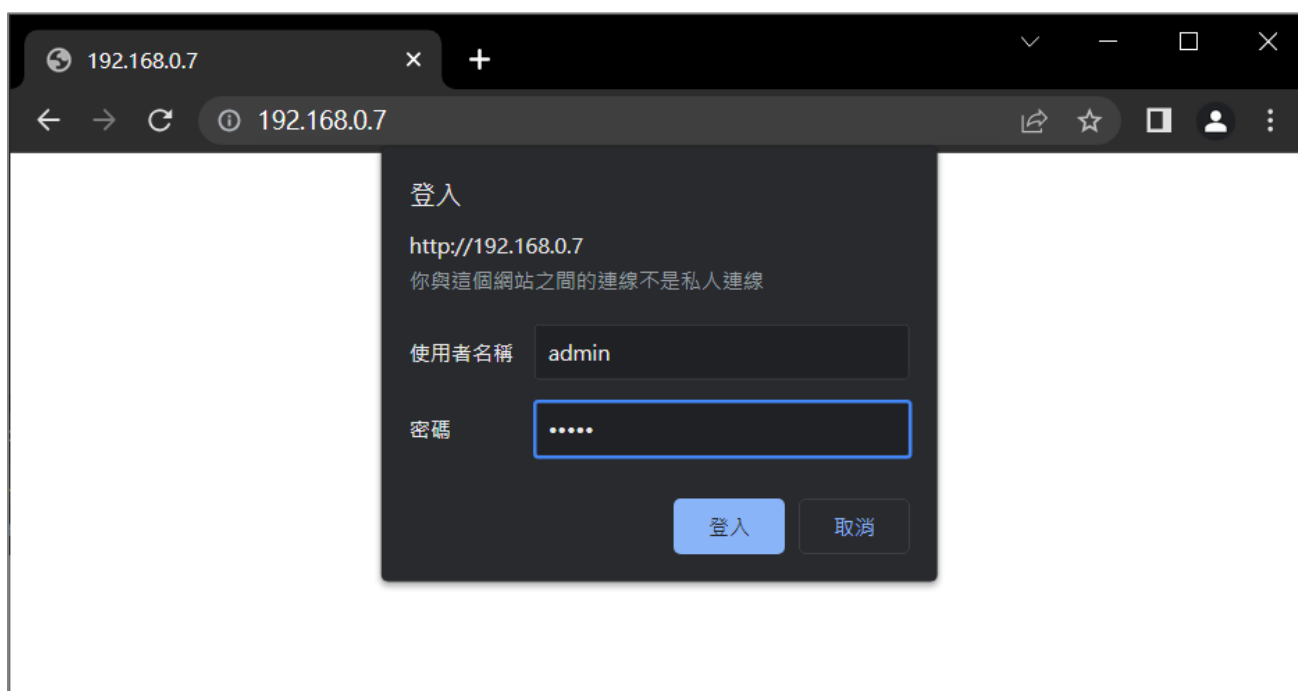 192.168.0.7
192.168.0.7
登入
http://192.168.0.7
你與這個網站之間的連線不是私人連線
使用者名稱 admin
密碼 •••••
登入 取消